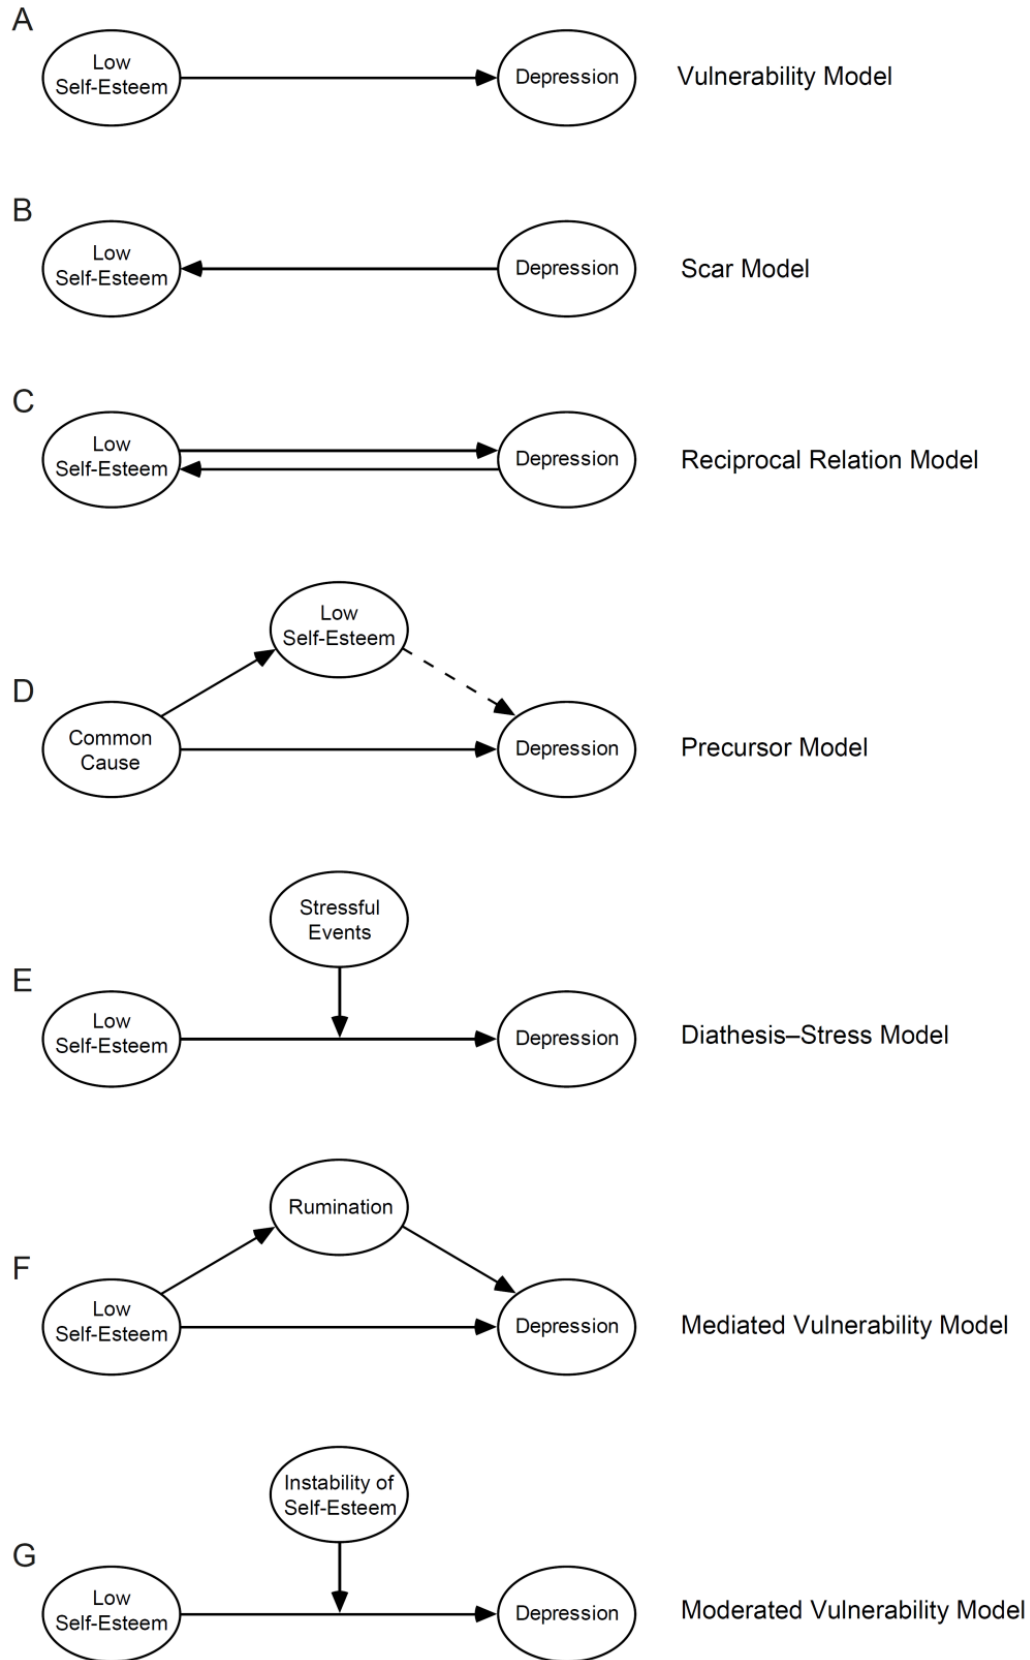 A
Low
Self-Esteem
Depression
Vulnerability Model
B
Low
Self-Esteem
Depression
Scar Model
C
Low
Self-Esteem
Depression
Reciprocal Relation Model
Low
Self-Esteem
D
Common
Cause
Depression
Precursor Model
Stressful
Events
E
Low
Self-Esteem
Depression
Diathesis–Stress Model
Rumination
F
Low
Self-Esteem
Depression
Mediated Vulnerability Model
Instability of
Self-Esteem
G
Low
Self-Esteem
Depression
Moderated Vulnerability Model